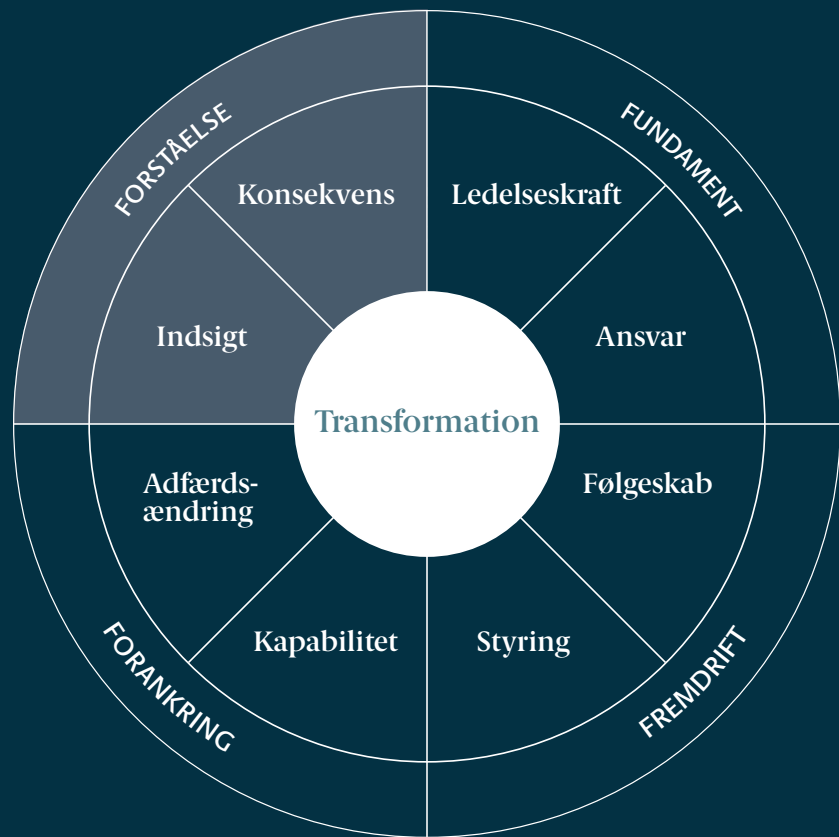 FORSTÅELSE
FUNDAMENT
Konsekvens
Ledelseskraft
Indsigt
Ansvar
Transformation
Adfærds-
ændring
Følgeskab
Kapabilitet
Styring
FORANKRING
FREMDRIFT